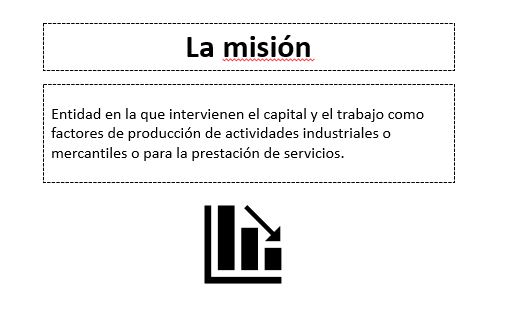 La misión
Entidad en la que intervienen el capital y el trabajo como
factores de producción de actividades industriales o
mercantiles o para la prestación de servicios.